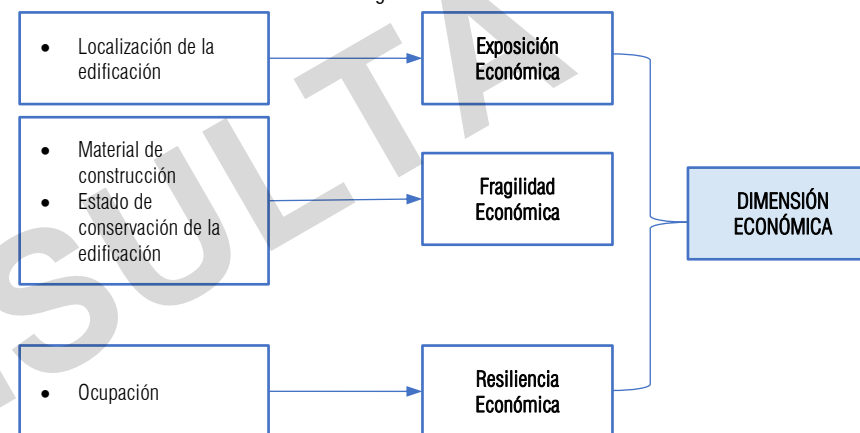 • Localización de la
edificación
Exposición
Económica
• Material de
construcción
• Estado de
conservación de la
edificación
Fragilidad
Económica
DIMENSIÓN
ECONÓMICA
• Ocupación
Resiliencia
Económica
SULTA